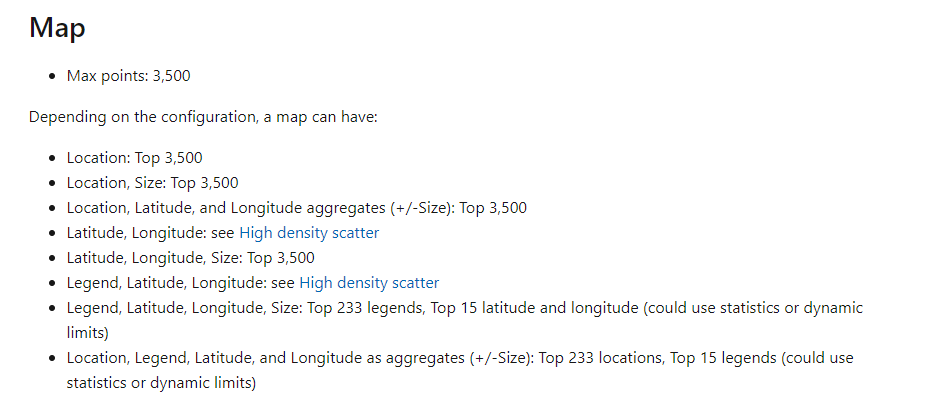 Map
• Max points: 3,500
Depending on the configuration, a map can have:
• Location: Top 3,500
• Location, Size: Top 3,500
• Location, Latitude, and Longitude aggregates (+/-Size): Top 3,500
• Latitude, Longitude: see High density scatter
• Latitude, Longitude, Size: Top 3,500
• Legend, Latitude, Longitude: see High density scatter
• Legend, Latitude, Longitude, Size: Top 233 legends, Top 15 latitude and longitude (could use statistics or dynamic
limits)
• Location, Legend, Latitude, and Longitude as aggregates (+/-Size): Top 233 locations, Top 15 legends (could use
statistics or dynamic limits)